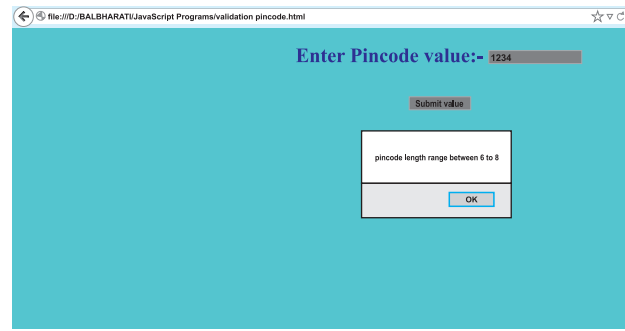 file:///D:/BALBHARATI/JavaScript Programs/validation pincode.html
Enter Pincode value:- 1234
Submit value
pincode length range between 6 to 8
OK